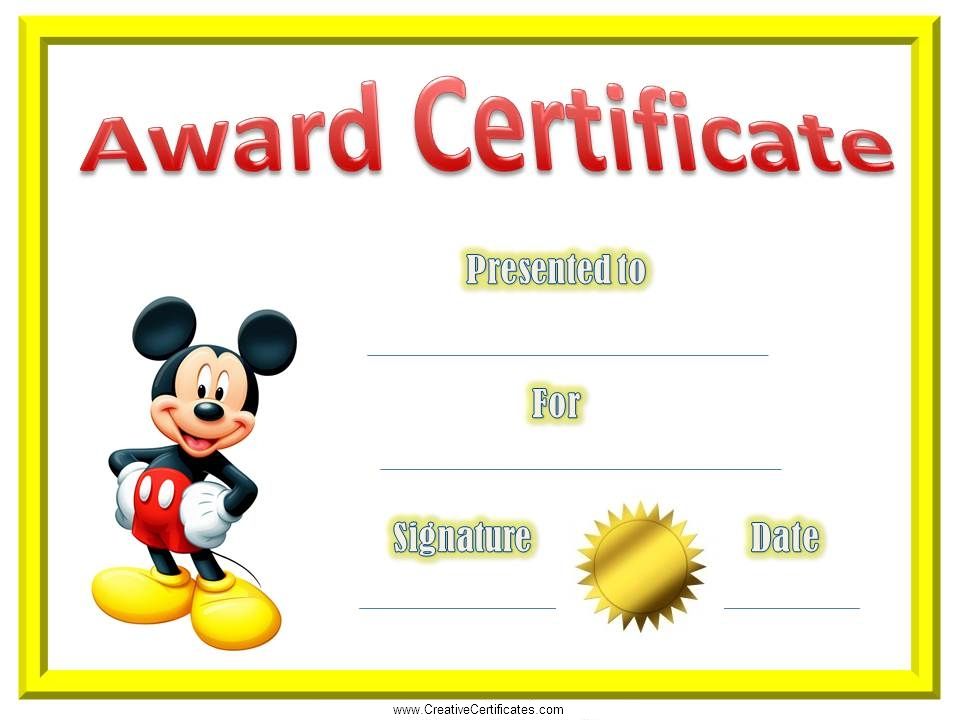 Award Certificate
Presented to
For
Signature
Date
www.CreativeCertificates.com